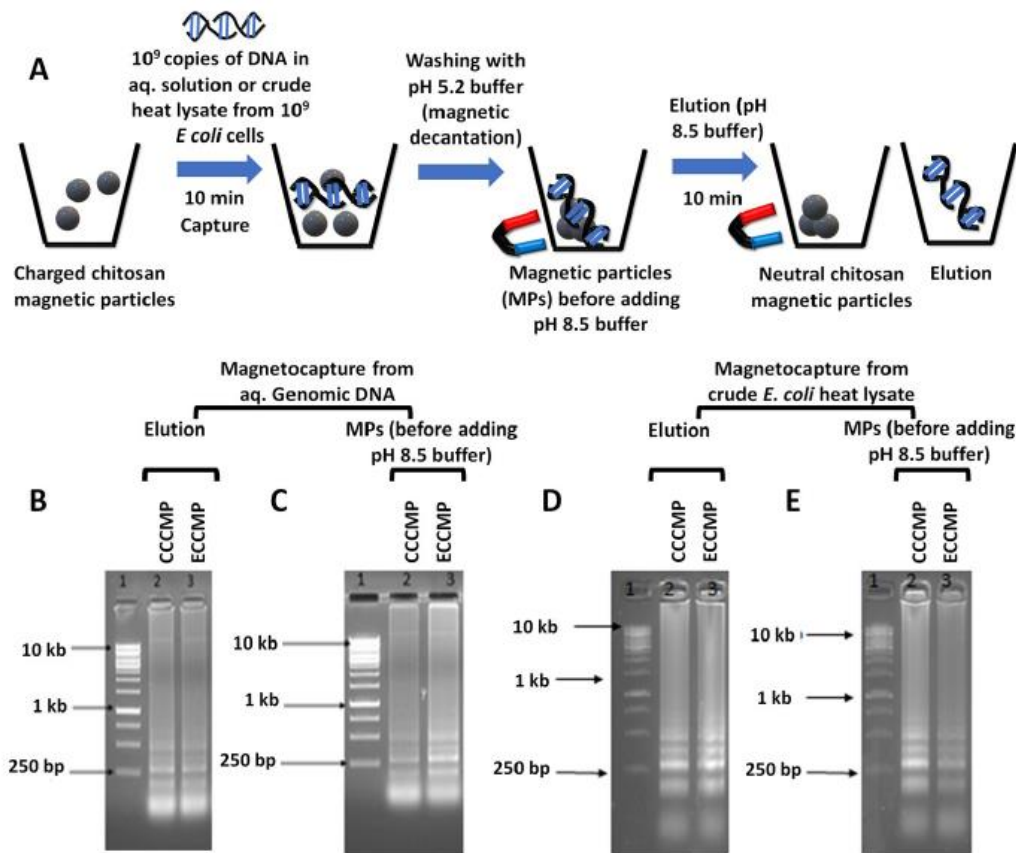 A
10⁹ copies of DNA in
aq. solution or crude
heat lysate from 10⁹
E coli cells
10 min
Capture
Washing with
pH 5.2 buffer
(magnetic
decantation)
Elution (pH
8.5 buffer)
10 min
Charged chitosan
magnetic particles
Magnetic particles
(MPs) before adding
pH 8.5 buffer
Neutral chitosan
magnetic particles
Elution
Magnetocapture from
aq. Genomic DNA
Elution
MPs (before adding
pH 8.5 buffer)
Magnetocapture from
crude E. coli heat lysate
Elution
MPs (before adding
pH 8.5 buffer)
B
CCCMP
ECCMP
1 2 3
10 kb
1 kb
250 bp
C
CCCMP
ECCMP
1 2 3
10 kb
1 kb
250 bp
D
CCCMP
ECCMP
1 2 3
10 kb
1 kb
250 bp
E
CCCMP
ECCMP
1 2 3
10 kb
1 kb
250 bp